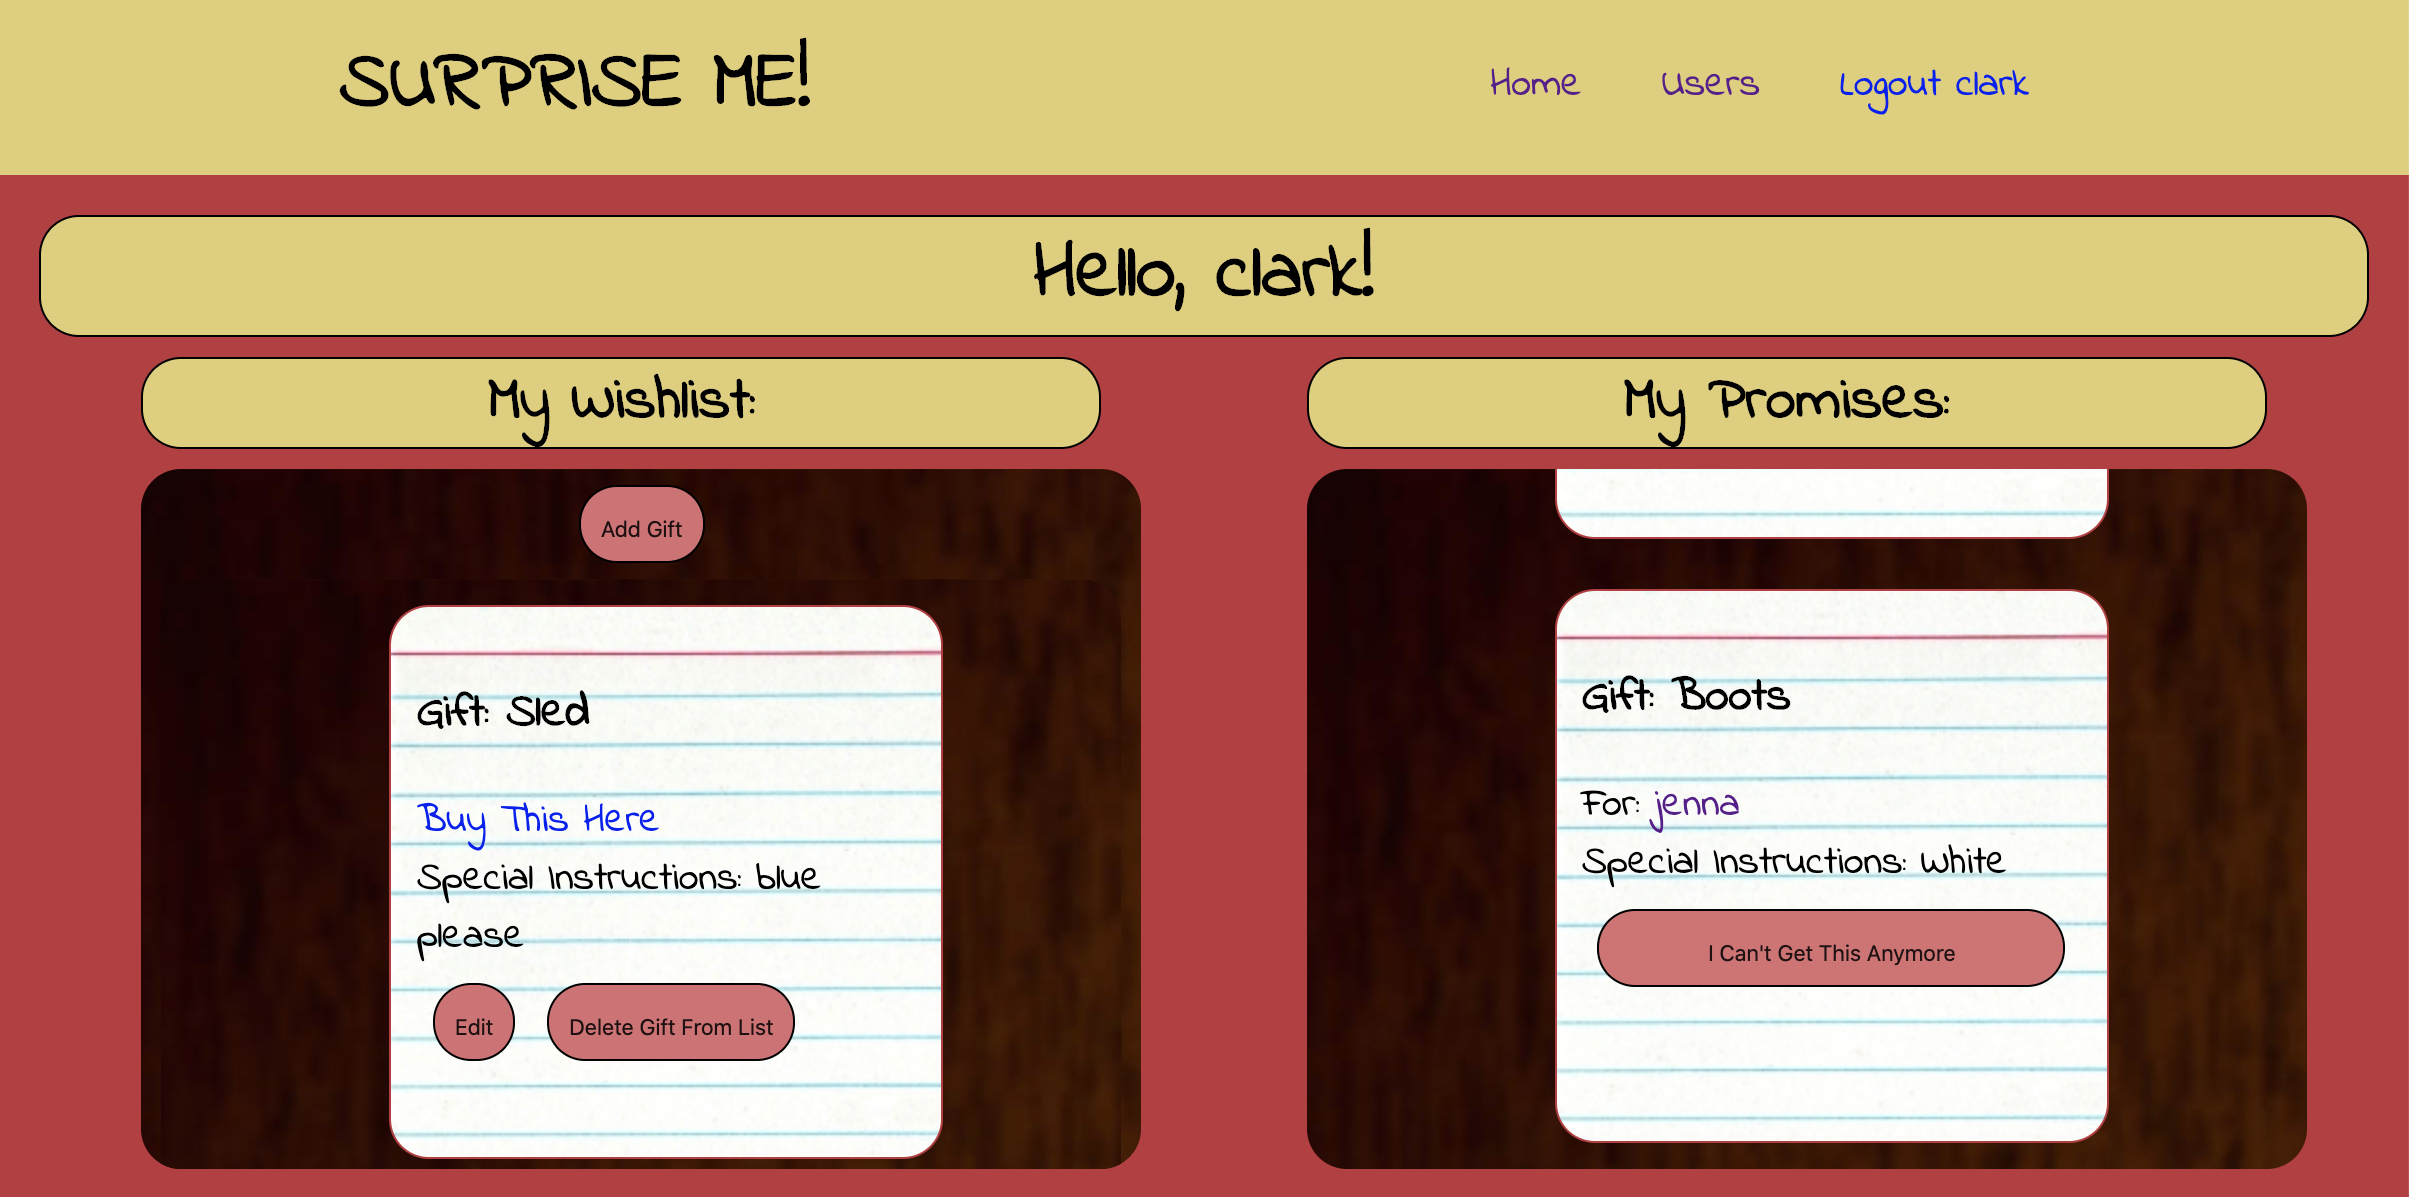 SURPRISE ME!
Home Users Logout clark
Hello, clark!
My Wishlist:
Add Gift
Gift: Sled
Buy This Here
Special Instructions: blue
please
Edit Delete Gift From List
My Promises:
Gift: Boots
For: jenna
Special Instructions: white
I Can't Get This Anymore